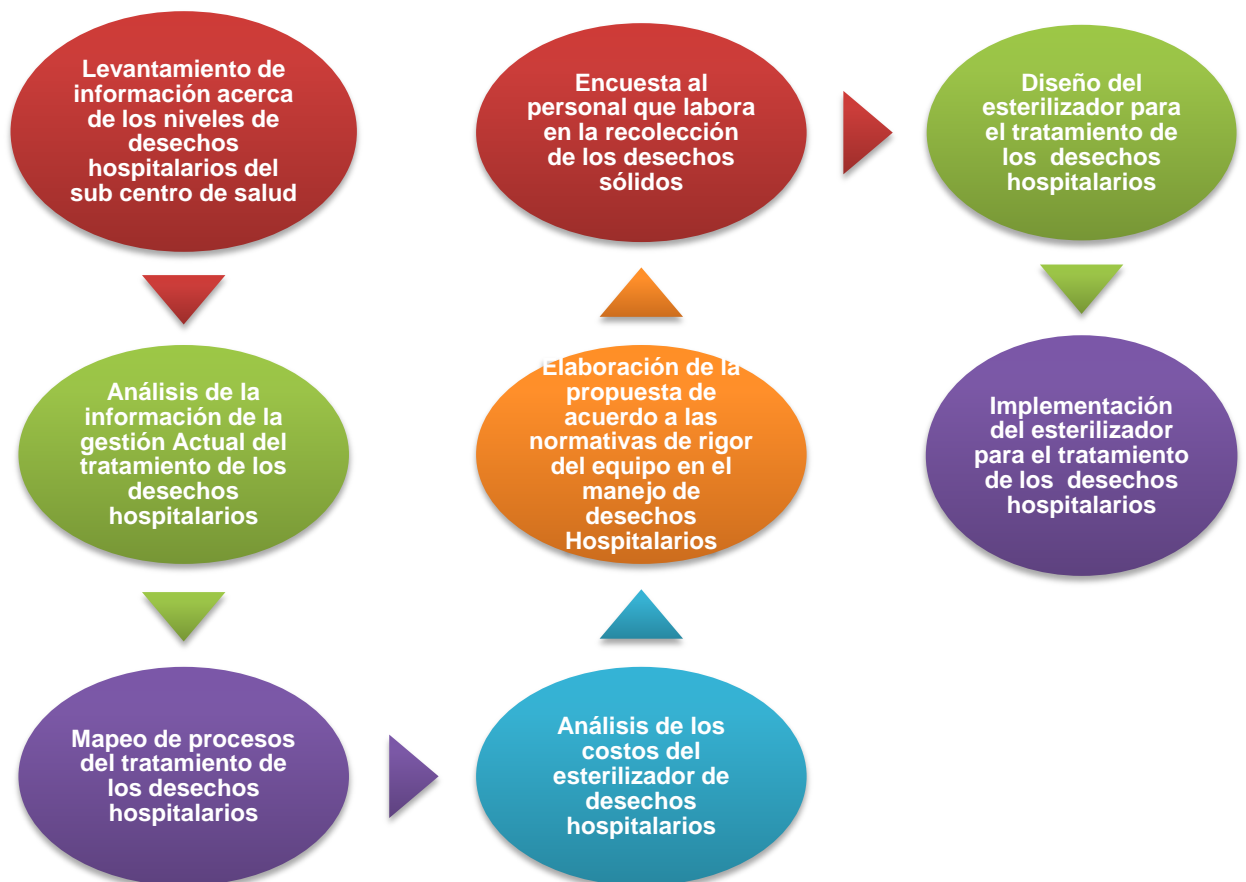 Levantamiento de
información acerca
de los niveles de
desechos
hospitalarios del
sub centro de salud
Análisis de la
información de la
gestión Actual del
tratamiento de los
desechos
hospitalarios
Mapeo de procesos
del tratamiento de
los desechos
hospitalarios
Análisis de los
costos del
esterilizador de
desechos
hospitalarios
Elaboración de la
propuesta de
acuerdo a las
normativas de rigor
del equipo en el
manejo de
desechos
Hospitalarios
Encuesta al
personal que labora
en la recolección
de los desechos
sólidos
Diseño del
esterilizador para
el tratamiento de
los desechos
hospitalarios
Implementación
del esterilizador
para el tratamiento
de los desechos
hospitalarios